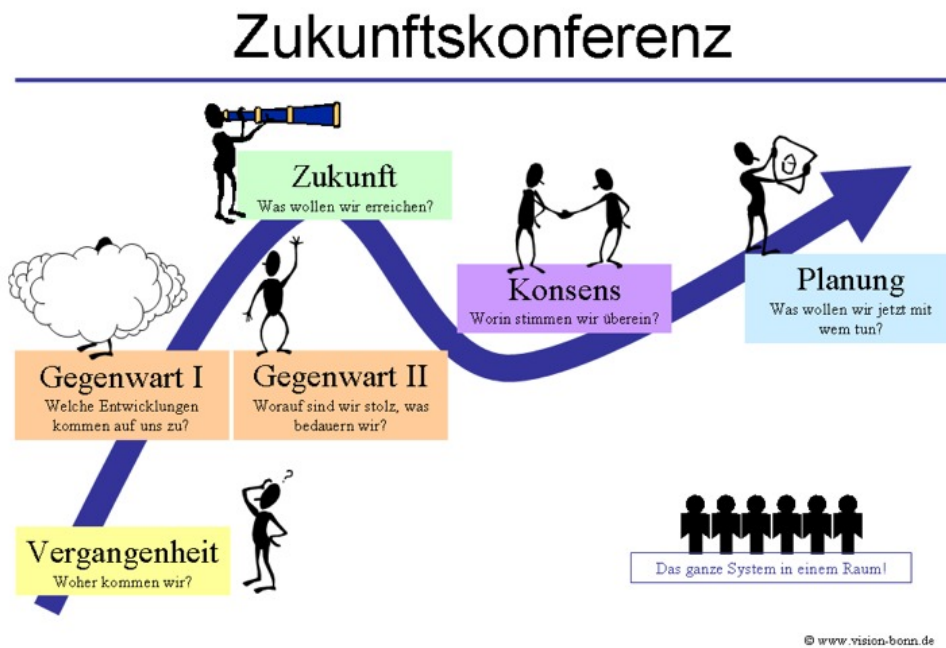 Zukunftskonferenz
Zukunft
Was wollen wir erreichen?
Konsens
Worin stimmen wir überein?
Planung
Was wollen wir jetzt mit
wem tun?
Gegenwart I
Welche Entwicklungen
kommen auf uns zu?
Gegenwart II
Worauf sind wir stolz, was
bedauern wir?
?
Vergangenheit
Woher kommen wir?
Das ganze System in einem Raum!
© www.vision-bonn.de